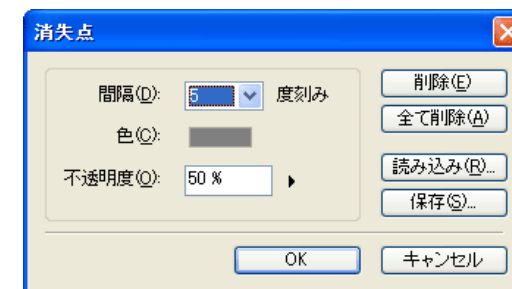 消失点
間隔(D): 5 度刻み
色(C):
不透明度(O): 50 %
削除(E)
全て削除(A)
読み込み(R)...
保存(S)...
OK
キャンセル